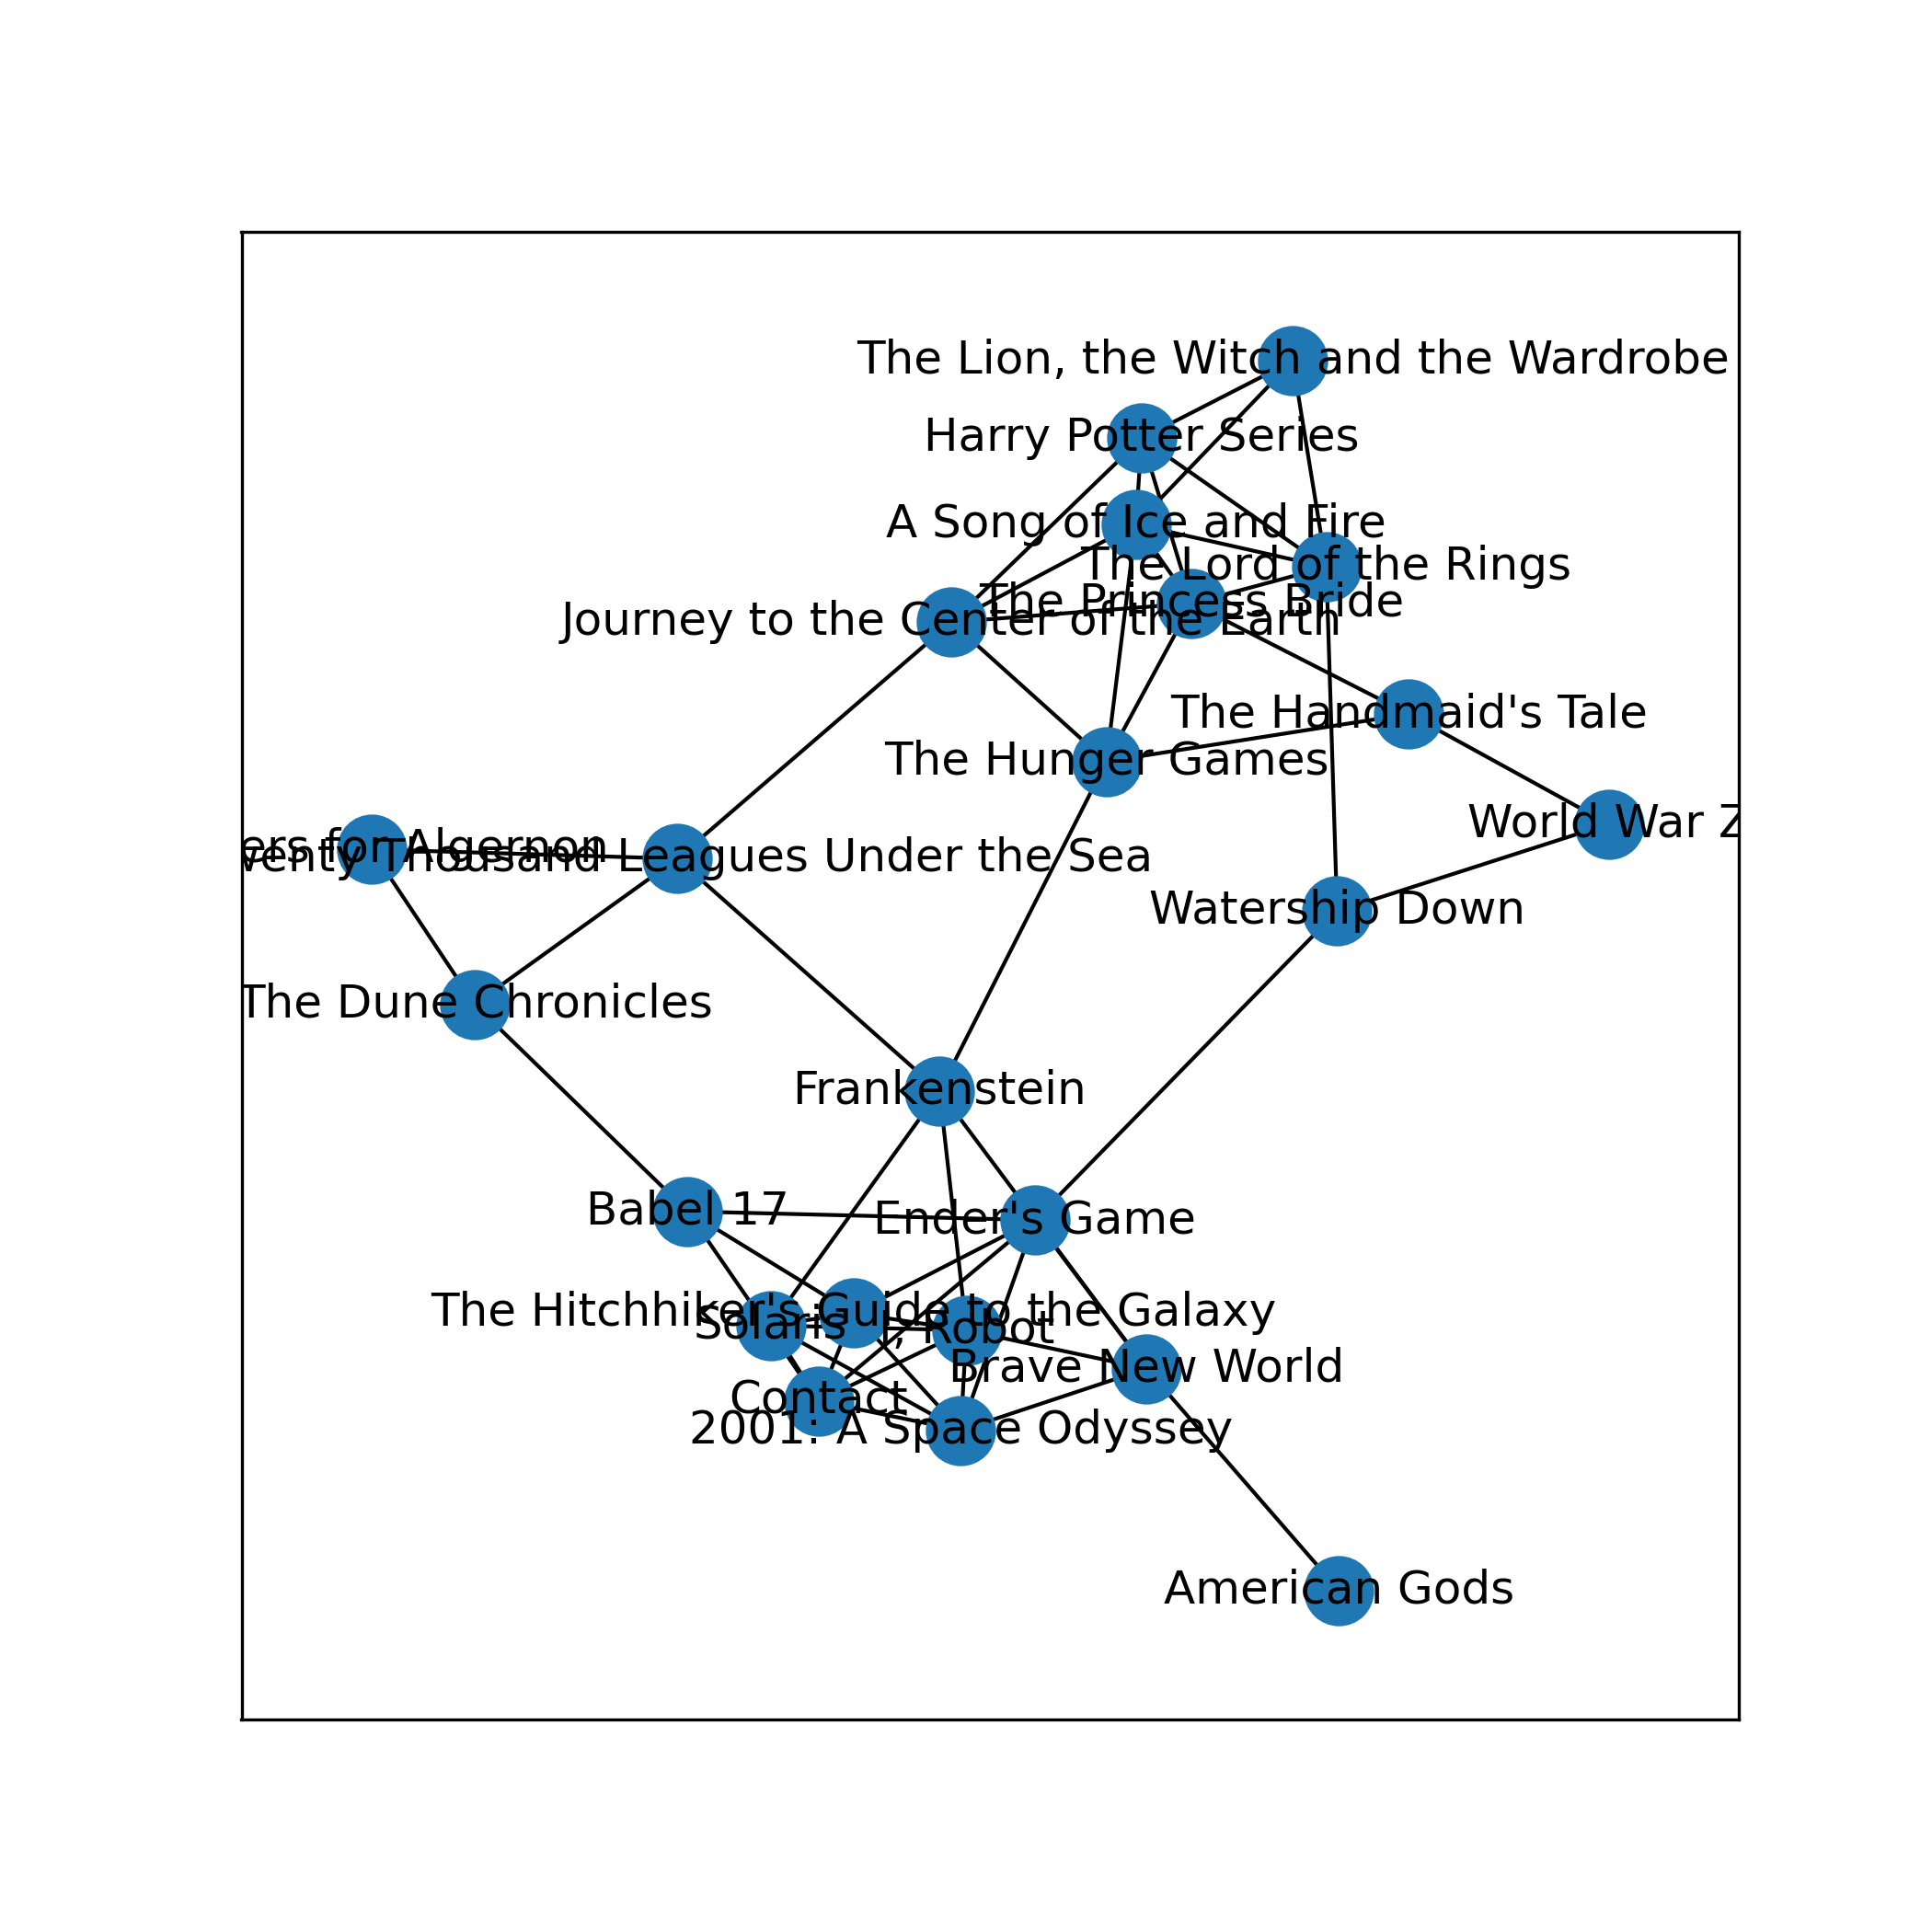 The Lion, the Witch and the Wardrobe
Harry Potter Series
A Song of Ice and Fire
The Lord of the Rings
The Princess Bride
Journey to the Center of the Earth
The Handmaid's Tale
The Hunger Games
World War Z
ers for Algernon
venty Thousand Leagues Under the Sea
Watership Down
The Dune Chronicles
Frankenstein
Babel 17
Ender's Game
The Hitchhiker's Guide to the Galaxy
Solaris
I, Robot
Brave New World
Contact
2001: A Space Odyssey
American Gods